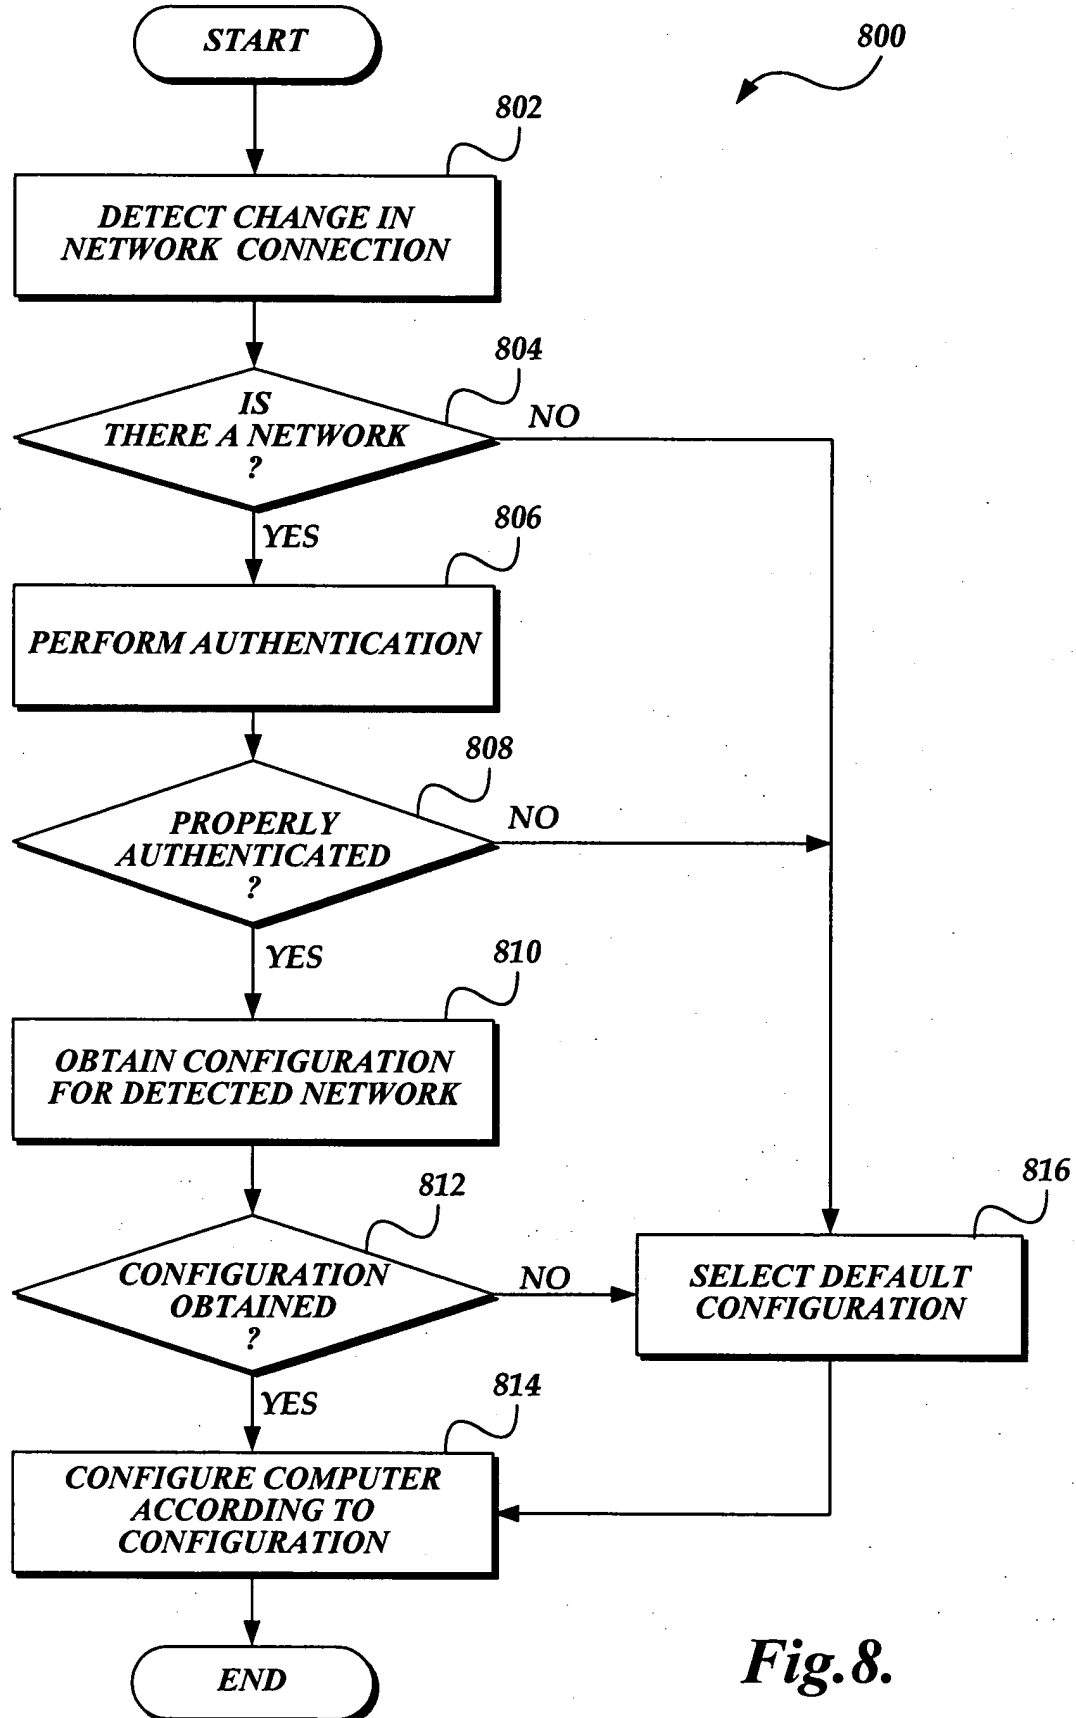 START
800
802
DETECT CHANGE IN
NETWORK CONNECTION
804
IS
THERE A NETWORK
?
NO
YES
806
PERFORM AUTHENTICATION
808
PROPERLY
AUTHENTICATED
?
NO
YES
810
OBTAIN CONFIGURATION
FOR DETECTED NETWORK
812
CONFIGURATION
OBTAINED
?
NO
816
SELECT DEFAULT
CONFIGURATION
YES
814
CONFIGURE COMPUTER
ACCORDING TO
CONFIGURATION
END
Fig.8.